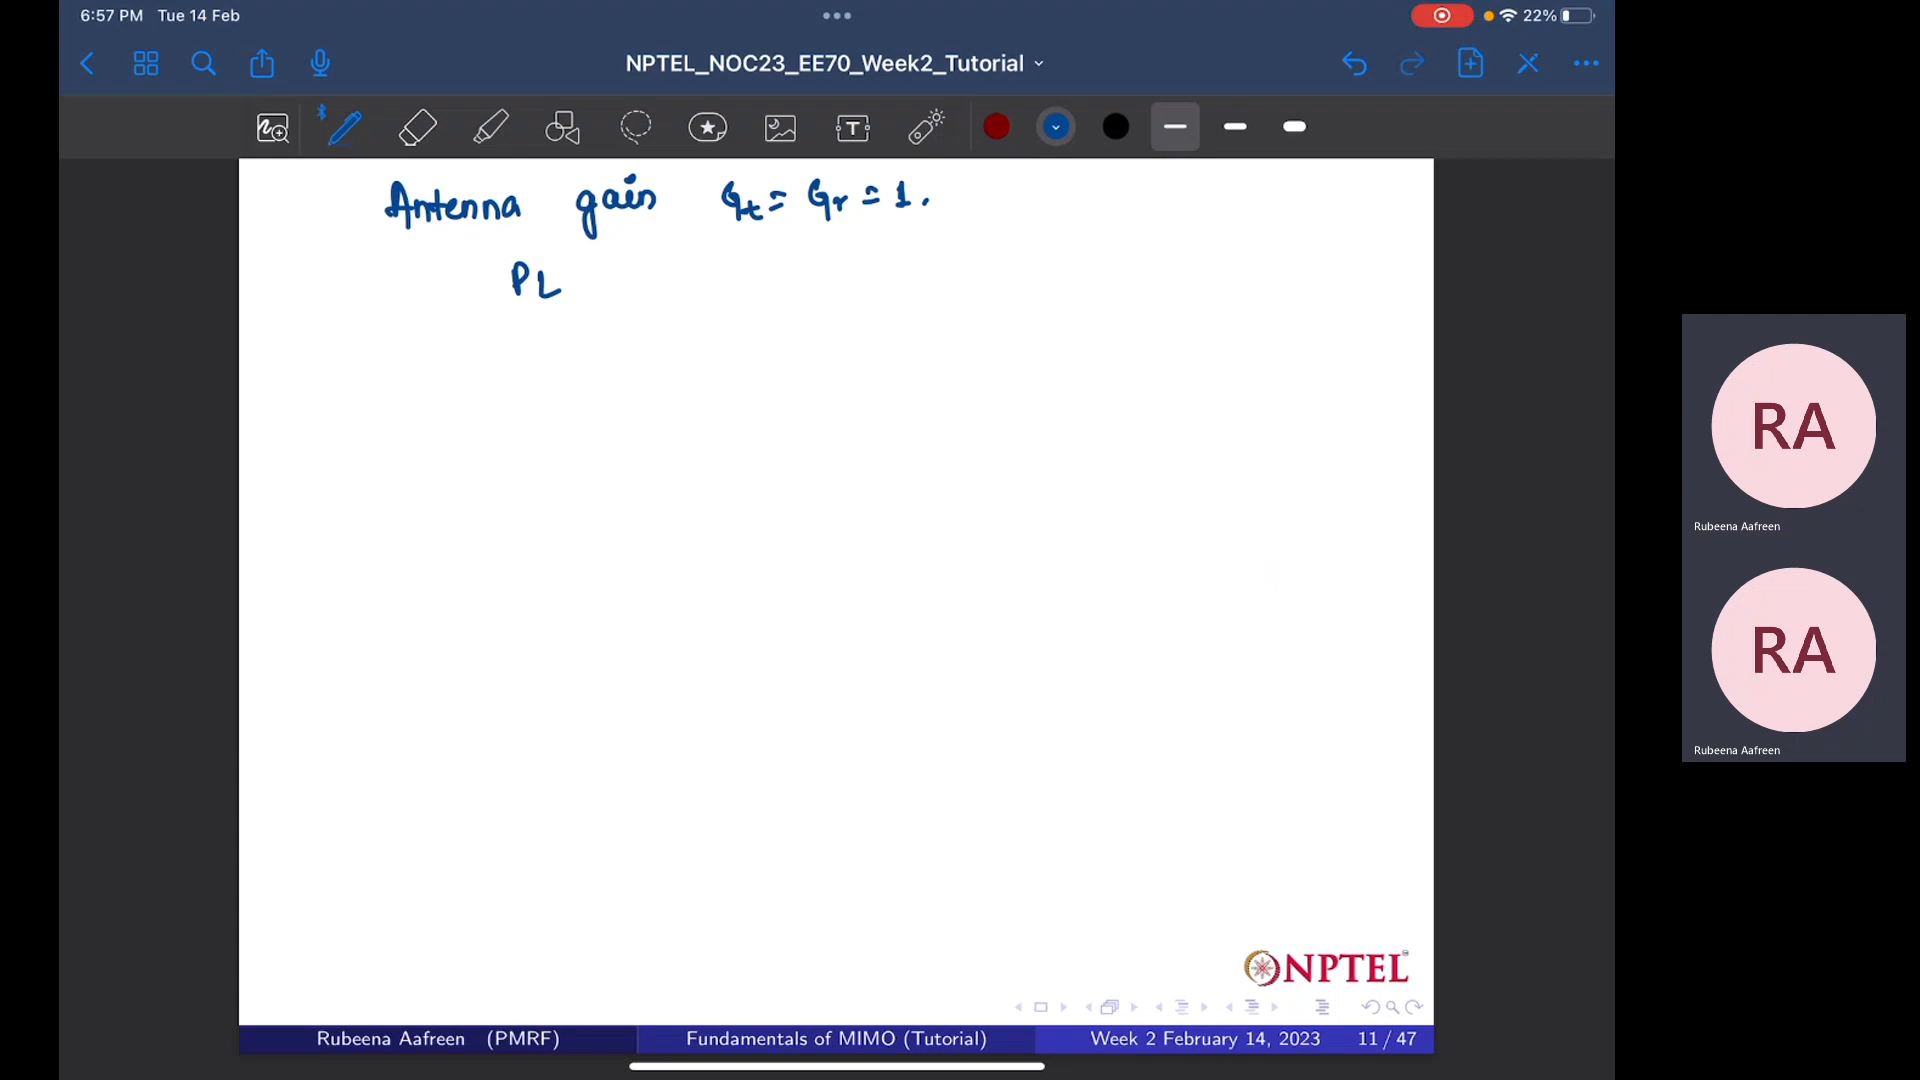 6:57 PM Tue 14 Feb
22%
NPTEL_NOC23_EE70_Week2_Tutorial
T
Antenna gain Gt = Gr = 1.
PL
RA
Rubeena Aafreen
RA
Rubeena Aafreen
NPTEL
Rubeena Aafreen (PMRF) Fundamentals of MIMO (Tutorial) Week 2 February 14, 2023 11 / 47